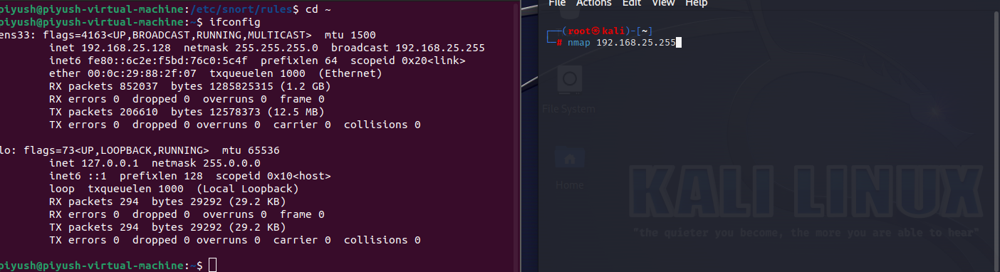 piyush@piyush-virtual-machine:/etc/snort/rules$ cd ~
piyush@piyush-virtual-machine:~$ ifconfig
ens33: flags=4163<UP,BROADCAST,RUNNING,MULTICAST>  mtu 1500
        inet 192.168.25.128  netmask 255.255.255.0  broadcast 192.168.25.255
        inet6 fe80::6c2e:f5bd:76c0:5c4f  prefixlen 64  scopeid 0x20<link>
        ether 00:0c:29:88:2f:07  txqueuelen 1000  (Ethernet)
        RX packets 852037  bytes 1285825315 (1.2 GB)
        RX errors 0  dropped 0  overruns 0  frame 0
        TX packets 206610  bytes 12578373 (12.5 MB)
        TX errors 0  dropped 0 overruns 0  carrier 0  collisions 0
lo: flags=73<UP,LOOPBACK,RUNNING>  mtu 65536
        inet 127.0.0.1  netmask 255.0.0.0
        inet6 ::1  prefixlen 128  scopeid 0x10<host>
        loop  txqueuelen 1000  (Local Loopback)
        RX packets 294  bytes 29292 (29.2 KB)
        RX errors 0  dropped 0  overruns 0  frame 0
        TX packets 294  bytes 29292 (29.2 KB)
        TX errors 0  dropped 0 overruns 0  carrier 0  collisions 0
piyush@piyush-virtual-machine:~$
File Actions Edit View Help
┌──(root㉿kali)-[~]
└─# nmap 192.168.25.255
File System
Home
KALI LINUX
"the quieter you become, the more you are able to hear"